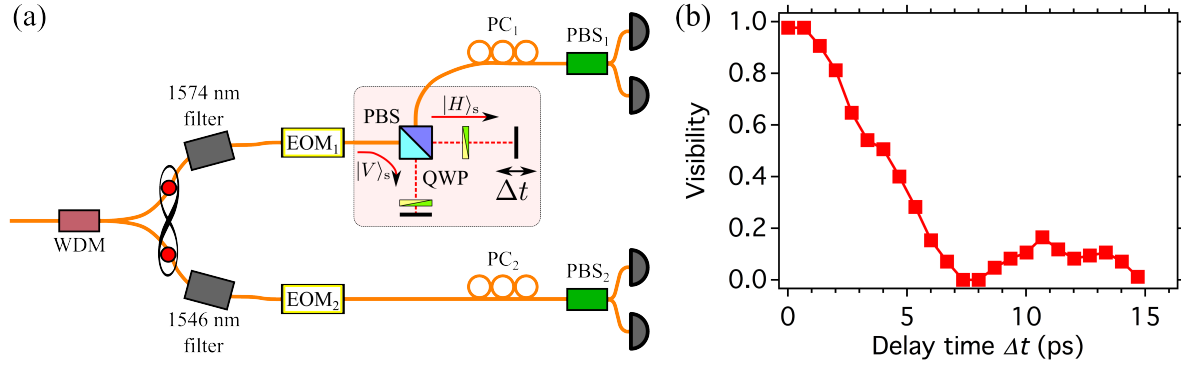 (a)
1574 nm
filter
EOM₁
PBS
|H⟩ₛ
|V⟩ₛ
QWP
Δt
PC₁
PBS₁
WDM
1546 nm
filter
EOM₂
PC₂
PBS₂
(b)
Visibility
1.0
0.8
0.6
0.4
0.2
0.0
0
5
10
15
Delay time Δt (ps)